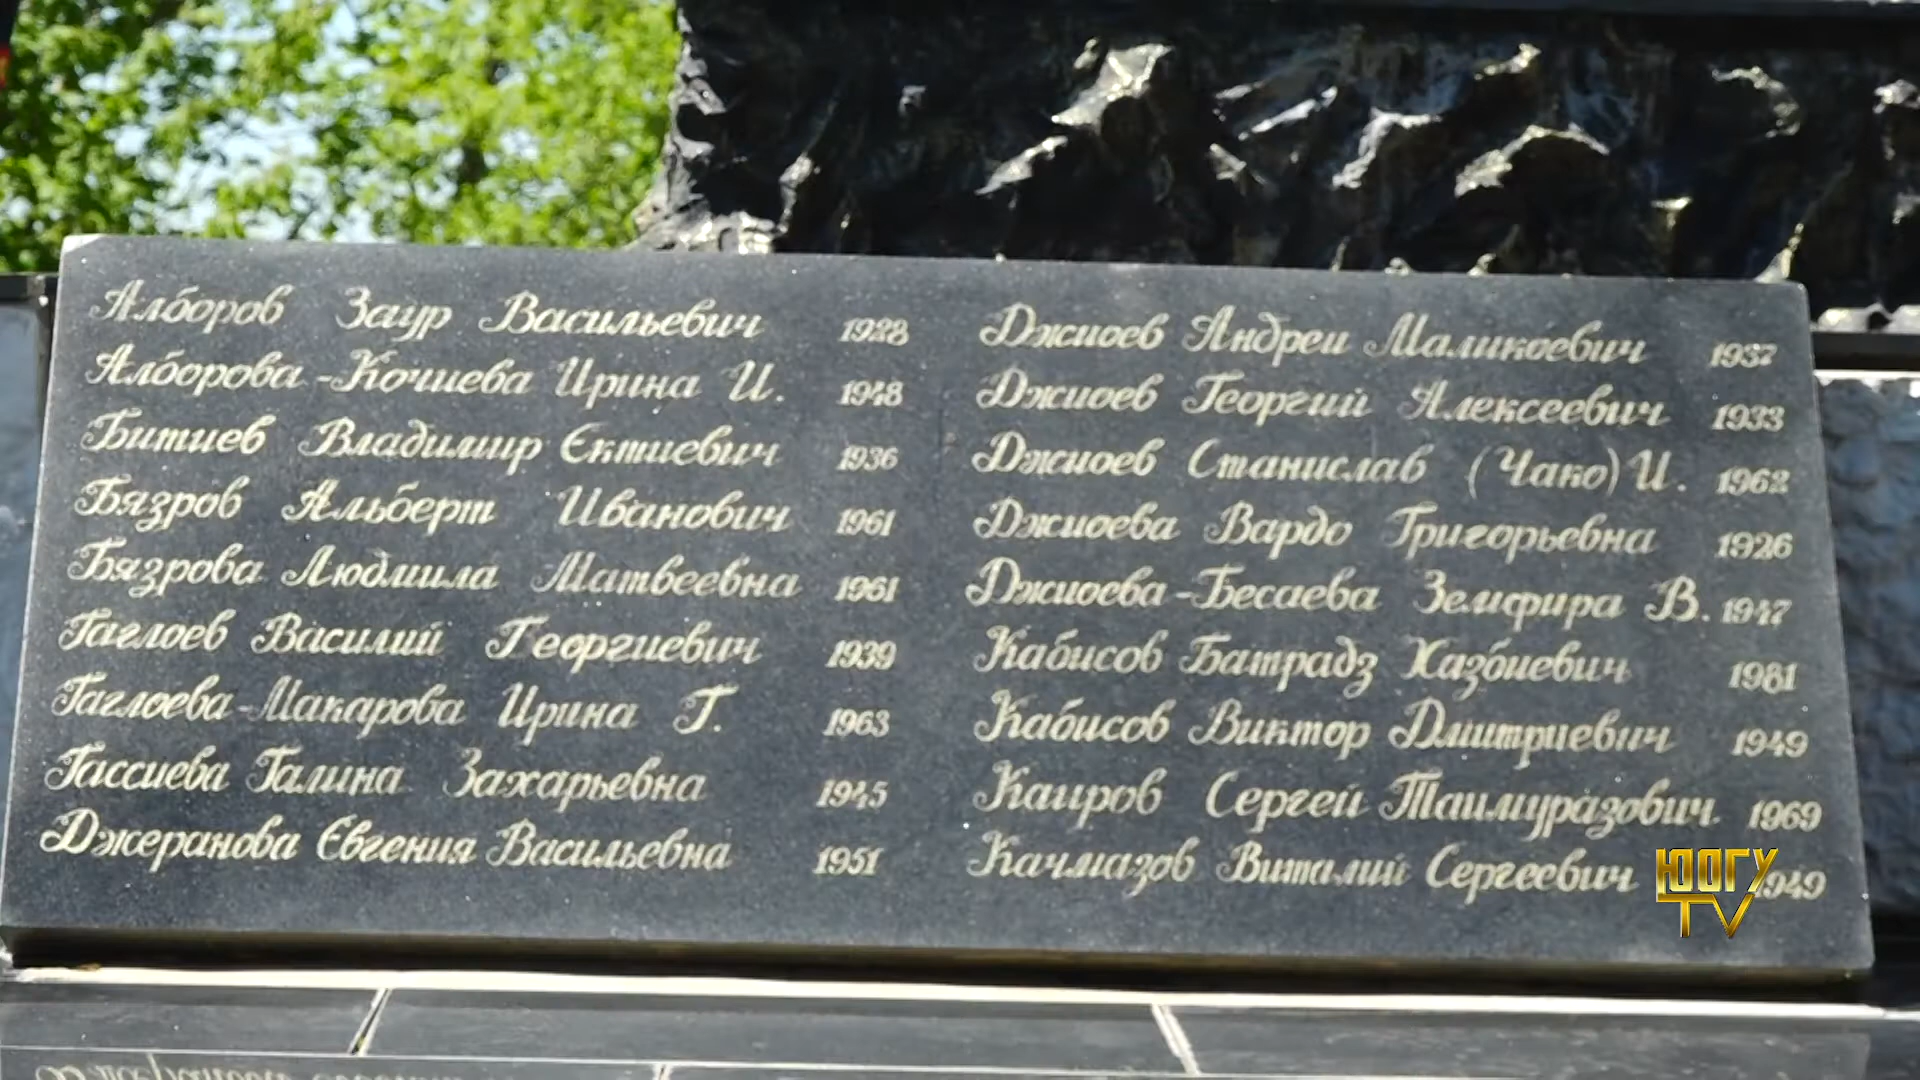 Алборов Заур Васильевич 1928
Алборова-Кочиева Ирина И. 1948
Битиев Владимир Ектиевич 1936
Бязров Альберт Иванович 1961
Бязрова Людмила Матвеевна 1961
Гаглоев Василий Георгиевич 1939
Гаглоева-Макарова Ирина Г. 1963
Гассиева Галина Захарьевна 1945
Джеранова Евгения Васильевна 1951
Джиоев Андреи Маликоевич 1937
Джиоев Георгий Алексеевич 1933
Джиоев Станислав (Чако) И. 1962
Джиоева Вардо Григорьевна 1926
Джиоева-Бесаева Земфира В. 1947
Кабисов Батрадз Хазбиевич 1981
Кабисов Виктор Дмитриевич 1949
Каиров Сергей Таимуразович 1969
Качмазов Виталий Сергеевич 1949
ЮОГУ
TV